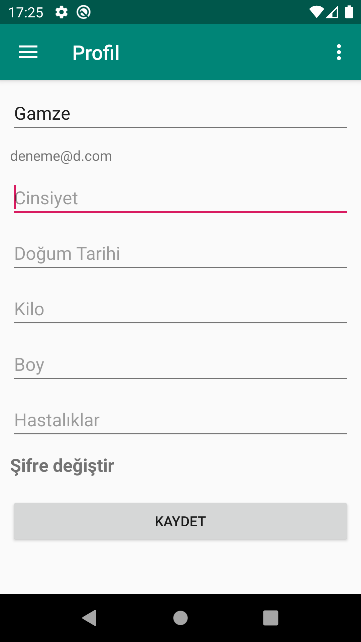 17:25
Profil
Gamze
deneme@d.com
Cinsiyet
Doğum Tarihi
Kilo
Boy
Hastalıklar
Şifre değiştir
KAYDET